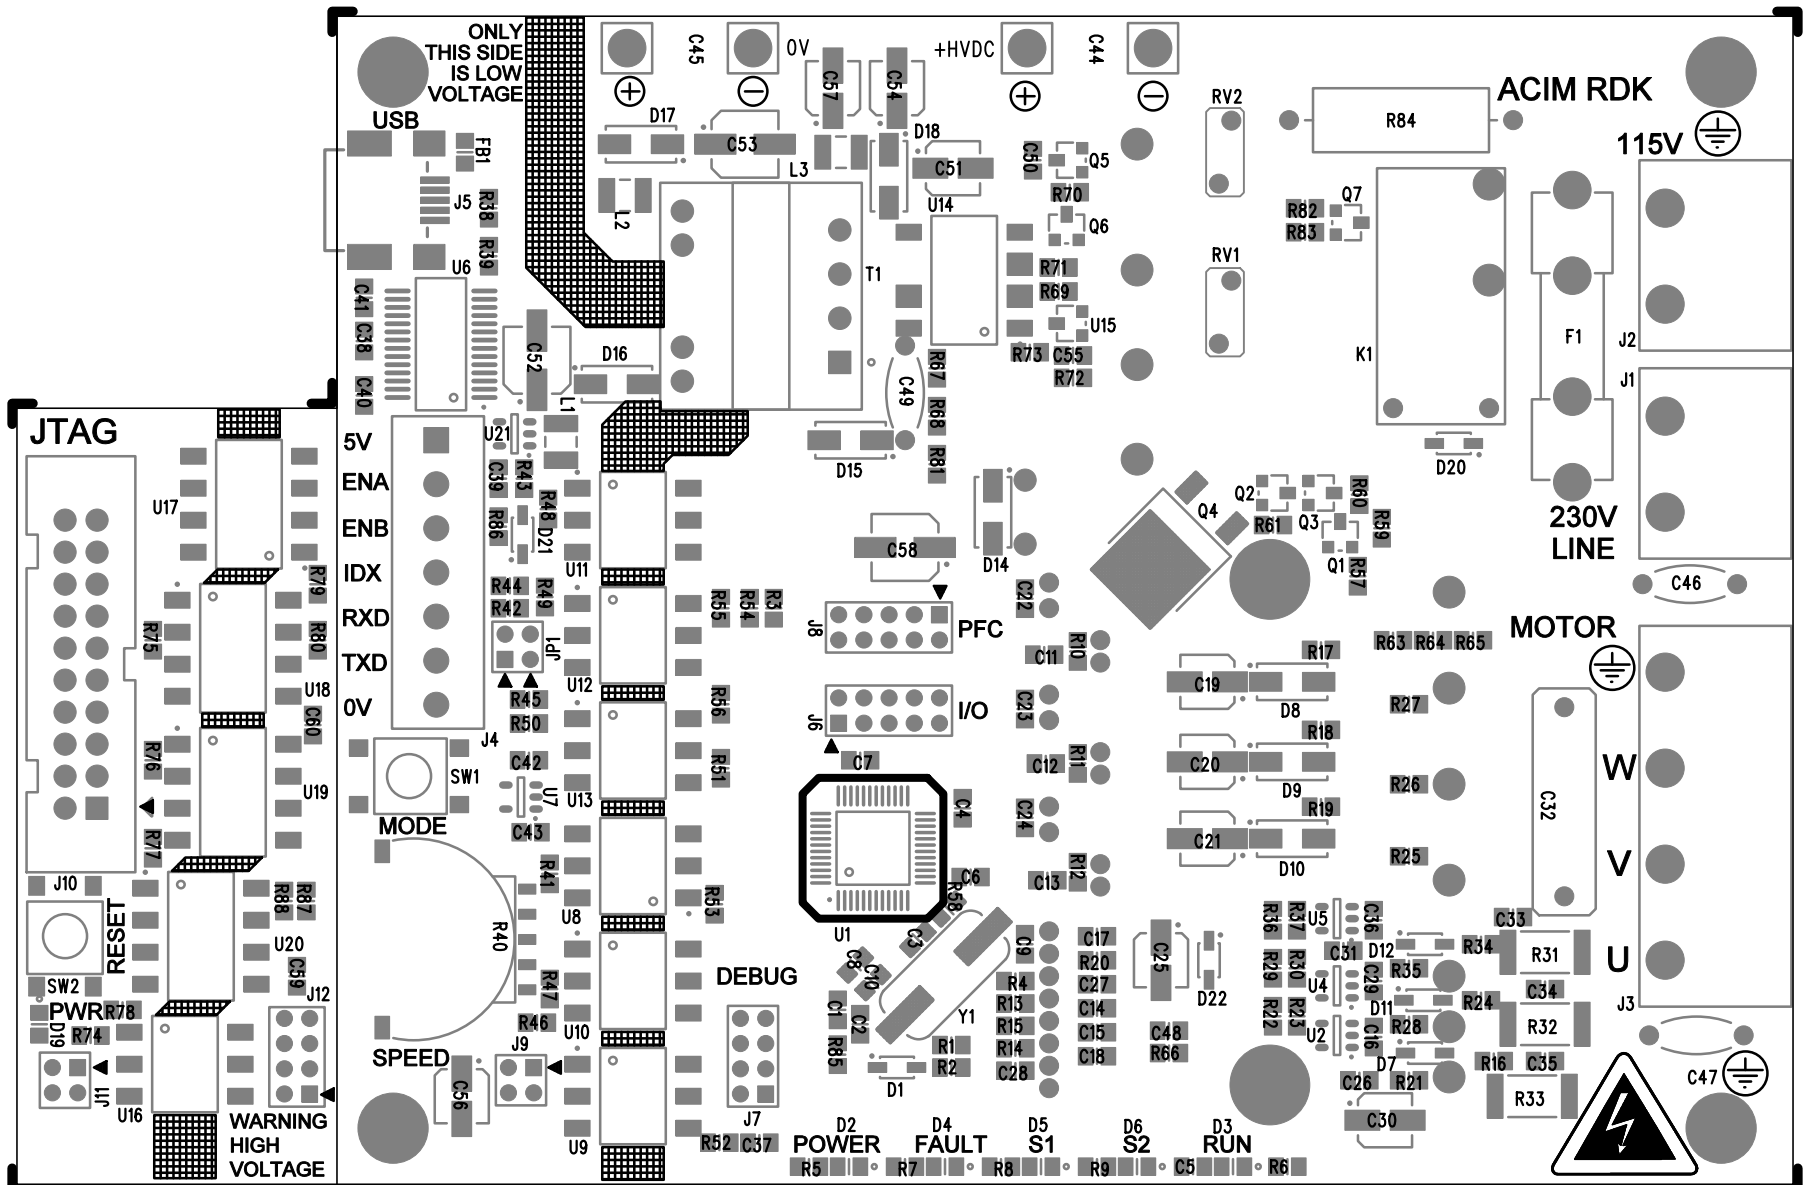 ONLY
THIS SIDE
IS LOW
VOLTAGE
C45
0V
+HVDC
C44
ACIM RDK
USB
FB1
D17
C53
C57
C54
D18
L3
C51
C50
Q5
R70
RV2
R84
115V
J5
R38
L2
U14
Q6
R82
R83
Q7
R39
U6
T1
R71
R69
RV1
C41
C38
C52
D16
U15
R73
C55
R72
K1
F1
J2
J1
C40
L1
C49
R67
R68
R81
JTAG
5V
ENA
ENB
IDX
RXD
TXD
0V
U21
C39
R43
R48
R86
D21
D15
D20
U17
U11
C58
D14
Q4
Q2
Q3
R60
R61
R59
Q1
R57
230V
LINE
C46
R79
R75
R80
R44
R42
R49
JP1
R45
R50
U12
R55
R54
R3
J8
PFC
C22
C11
R10
R17
C19
D8
R63
R64
R65
MOTOR
U18
C60
J4
R56
J6
I/O
C23
R27
R18
R76
SW1
C42
U7
C43
U13
R51
C7
C12
R11
C20
D9
R26
W
U19
MODE
C4
C24
R19
C32
R77
C21
D10
R25
V
J10
R88
R87
R41
U8
R53
R58
C6
C13
R12
RESET
R40
U1
C3
C9
C17
C25
R36
R37
U5
C36
D12
C33
R34
R31
U
U20
SW2
C59
J12
R47
DEBUG
C8
C10
R4
R20
C27
D22
C31
R29
R30
U4
C29
R35
D11
C34
R24
J3
PWR
R78
D19
R74
R46
U10
C1
C2
Y1
R13
C14
R15
C15
C48
R22
R23
U2
C16
R28
R32
SPEED
J9
R85
R1
R2
R14
C18
R66
D7
R16
C35
C47
J11
U16
C56
D1
C28
C26
R21
R33
WARNING
HIGH
VOLTAGE
U9
J7
C30
R52
C37
D2
D4
D5
D6
D3
POWER
FAULT
S1
S2
RUN
R5
R7
R8
R9
C5
R6